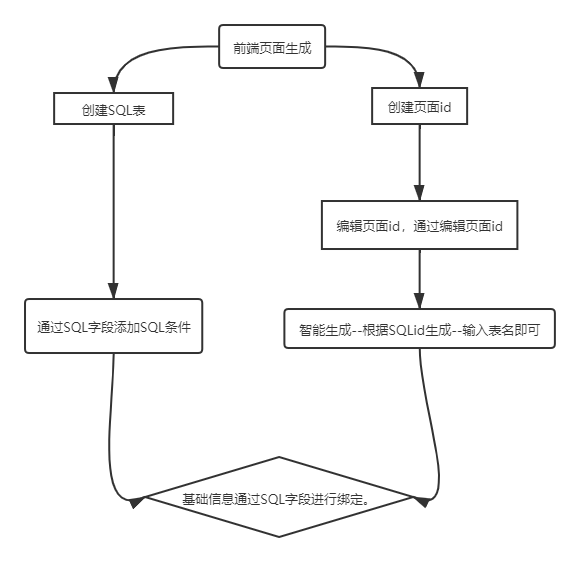 前端页面生成
创建SQL表
创建页面id
编辑页面id，通过编辑页面id
通过SQL字段添加SQL条件
智能生成--根据SQLid生成--输入表名即可
基础信息通过SQL字段进行绑定。